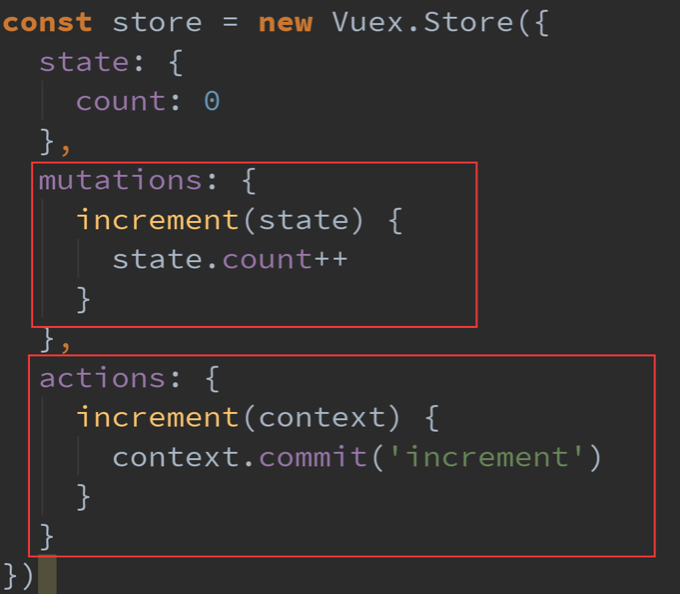 const store = new Vuex.Store({
  state: {
    count: 0
  },
  mutations: {
    increment(state) {
      state.count++
    }
  },
  actions: {
    increment(context) {
      context.commit('increment')
    }
  }
})